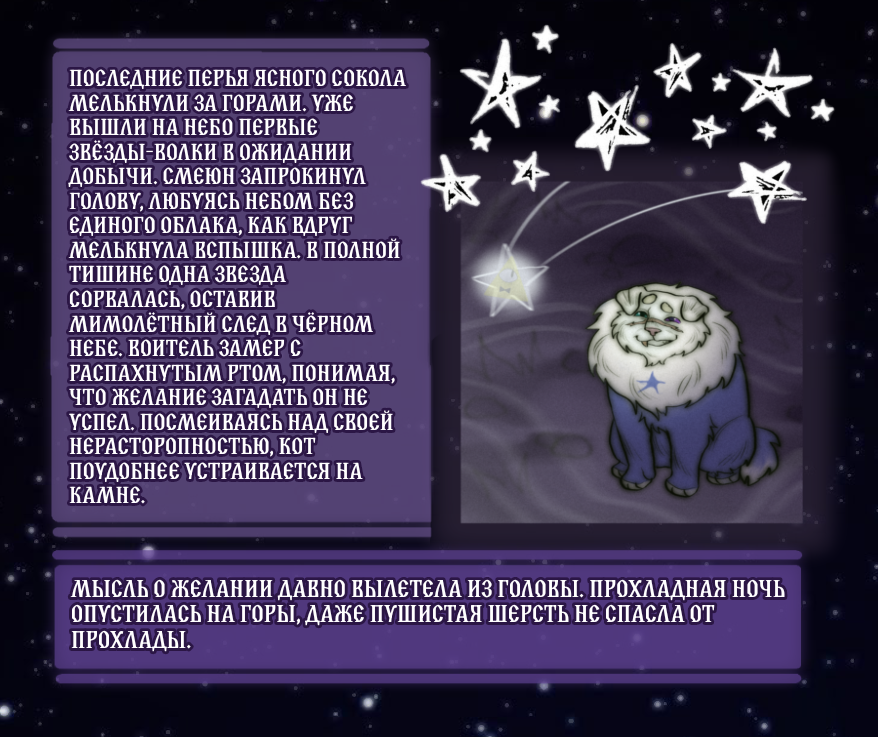 ПОСЛЕДНИЕ ПЕРЬЯ ЯСНОГО СОКОЛА
МЕЛЬКНУЛИ ЗА ГОРАМИ. УЖЕ
ВЫШЛИ НА НЕБО ПЕРВЫЕ
ЗВЁЗДЫ-ВОЛКИ В ОЖИДАНИИ
ДОБЫЧИ. СМЕЮН ЗАПРОКИНУЛ
ГОЛОВУ, ЛЮБУЯСЬ НЕБОМ БЕЗ
ЕДИНОГО ОБЛАКА, КАК ВДРУГ
МЕЛЬКНУЛА ВСПЫШКА. В ПОЛНОЙ
ТИШИНЕ ОДНА ЗВЕЗДА
СОРВАЛАСЬ, ОСТАВИВ
МИМОЛЁТНЫЙ СЛЕД В ЧЁРНОМ
НЕБЕ. ВОИТЕЛЬ ЗАМЕР С
РАСПАХНУТЫМ РТОМ, ПОНИМАЯ,
ЧТО ЖЕЛАНИЕ ЗАГАДАТЬ ОН НЕ
УСПЕЛ. ПОСМЕИВАЯСЬ НАД СВОЕЙ
НЕРАСТОРОПНОСТЬЮ, КОТ
ПОУДОБНЕЕ УСТРАИВАЕТСЯ НА
КАМНЕ.
МЫСЛЬ О ЖЕЛАНИИ ДАВНО ВЫЛЕТЕЛА ИЗ ГОЛОВЫ. ПРОХЛАДНАЯ НОЧЬ
ОПУСТИЛАСЬ НА ГОРЫ, ДАЖЕ ПУШИСТАЯ ШЕРСТЬ НЕ СПАСЛА ОТ
ПРОХЛАДЫ.